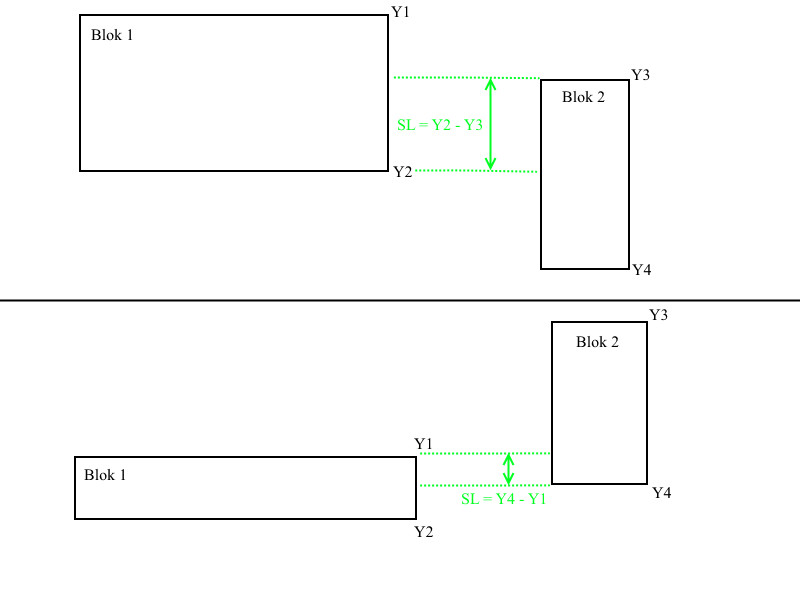 Y1
Blok 1
Y3
Blok 2
SL = Y2 - Y3
Y2
Y4
Y3
Blok 2
Y1
Blok 1
Y4
SL = Y4 - Y1
Y2